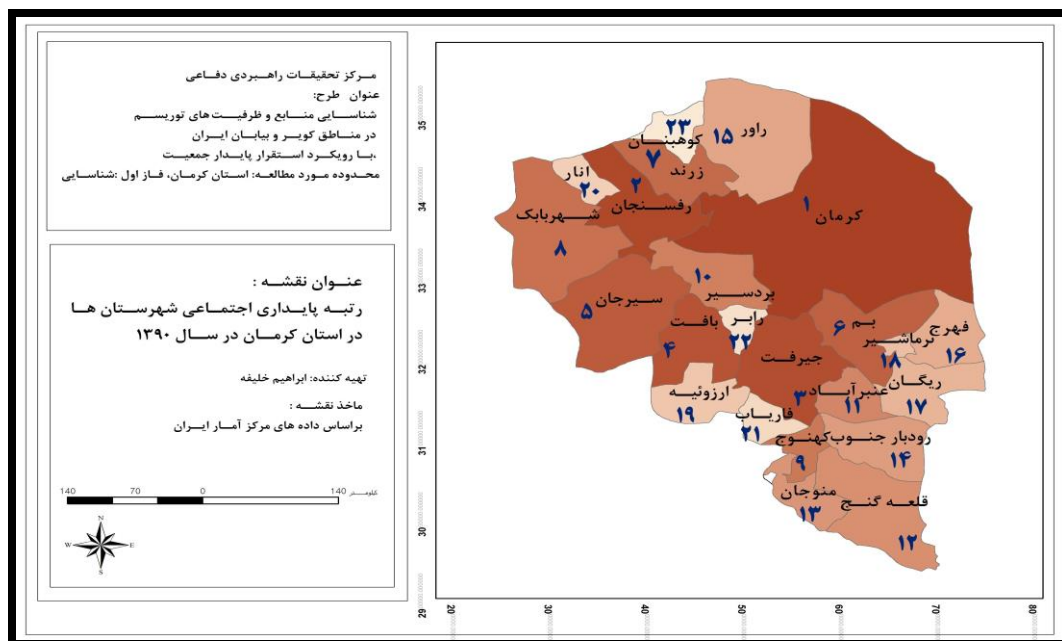 مرکز تحقیقات راهبردی دفاعی
عنوان طرح:
شناسایی منابع و ظرفیت‌های توریسم
در مناطق کویر و بیابان ایران
،با رویکرد استقرار پایدار جمعیت
محدوده مورد مطالعه: استان کرمان، فاز اول :شناسایی
عنوان نقشه :
رتبه پایداری اجتماعی شهرستان ها
در استان کرمان در سال ۱۳۹۰
تهیه کننده: ابراهیم خلیفه
ماخذ نقشه :
براساس داده های مرکز آمار ایران
140 70 0 140 کیلومتر
N
W E
S
۲۳
کوهبنان
راور
۱۵
۷
زرند
انار
۲۰
۲
رفسنجان
شهربابک
۸
کرمان
۱
۱۰
بردسیر
سیرجان
۵
بافت
۴
رابر
۲۲
جیرفت
۳
بم
۶
نرماشیر
۱۸
فهرج
۱۶
ریگان
۱۷
عنبرآباد
۱۱
ارزوئیه
۱۹
فاریاب
۲۱
کهنوج
۹
رودبار جنوب
۱۴
منوجان
۱۳
قلعه گنج
۱۲
35
34
33
32
31
30
29
20 30 40 50 60 70 80